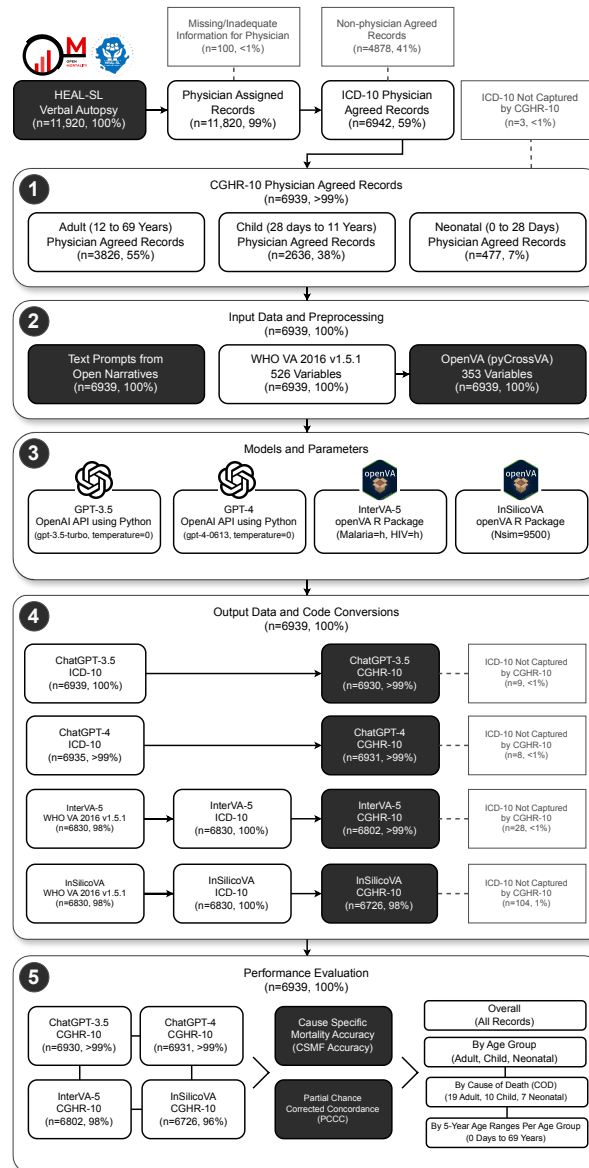 Missing/Inadequate
Information for Physician
(n=100, <1%)
Non-physician Agreed
Records
(n=4878, 41%)
M
OPEN
MORTALITY
HEAL-SL
Verbal Autopsy
(n=11,920, 100%)
Physician Assigned
Records
(n=11,820, 99%)
ICD-10 Physician
Agreed Records
(n=6942, 59%)
ICD-10 Not Captured
by CGHR-10
(n=3, <1%)
1
CGHR-10 Physician Agreed Records
(n=6939, >99%)
Adult (12 to 69 Years)
Physician Agreed Records
n=3826, 55%)
Child (28 days to 11 Years)
Physician Agreed Records
(n=2636, 38%)
Neonatal (0 to 28 Days)
Physician Agreed Records
(n=477, 7%)
2
Input Data and Preprocessing
(n=6939, 100%)
Text Prompts from
Open Narratives
(n=6939, 100%)
WHO VA 2016 v1.5.1
526 Variables
(n=6939, 100%)
OpenVA (pyCrossVA)
353 Variables
(n=6939, 100%)
3
Models and Parameters
GPT-3.5
OpenAI API using Python
(gpt-3.5-turbo, temperature=0)
GPT-4
OpenAI API using Python
(gpt-4-0613, temperature=0)
openVA
InterVA-5
openVA R Package
(Malaria=h, HIV=h)
openVA
InSilicoVA
openVA R Package
(Nsim=9500)
4
Output Data and Code Conversions
(n=6939, 100%)
ChatGPT-3.5
ICD-10
(n=6939, 100%)
ChatGPT-3.5
CGHR-10
(n=6930, >99%)
ICD-10 Not Captured
by CGHR-10
(n=9, <1%)
ChatGPT-4
ICD-10
(n=6935, >99%)
ChatGPT-4
CGHR-10
(n=6931, >99%)
ICD-10 Not Captured
by CGHR-10
(n=8, <1%)
InterVA-5
WHO VA 2016 v1.5.1
(n=6830, 98%)
InterVA-5
ICD-10
(n=6830, 100%)
InterVA-5
CGHR-10
(n=6802, >99%)
ICD-10 Not Captured
by CGHR-10
(n=28, <1%)
InSilicoVA
WHO VA 2016 v1.5.1
(n=6830, 98%)
InSilicoVA
ICD-10
(n=6830, 100%)
InSilicoVA
CGHR-10
(n=6726, 98%)
ICD-10 Not Captured
by CGHR-10
(n=104, 1%)
5
Performance Evaluation
(n=6939, 100%)
ChatGPT-3.5
CGHR-10
(n=6930, >99%)
ChatGPT-4
CGHR-10
(n=6931, >99%)
InterVA-5
CGHR-10
(n=6802, 98%)
InSilicoVA
CGHR-10
(n=6726, 96%)
Cause Specific
Mortality Accuracy
(CSMF Accuracy)
Partial Chance
Corrected Concordance
(PCCC)
Overall
(All Records)
By Age Group
(Adult, Child, Neonatal)
By Cause of Death (COD)
(19 Adult, 10 Child, 7 Neonatal)
By 5-Year Age Ranges Per Age Group
(0 Days to 69 Years)